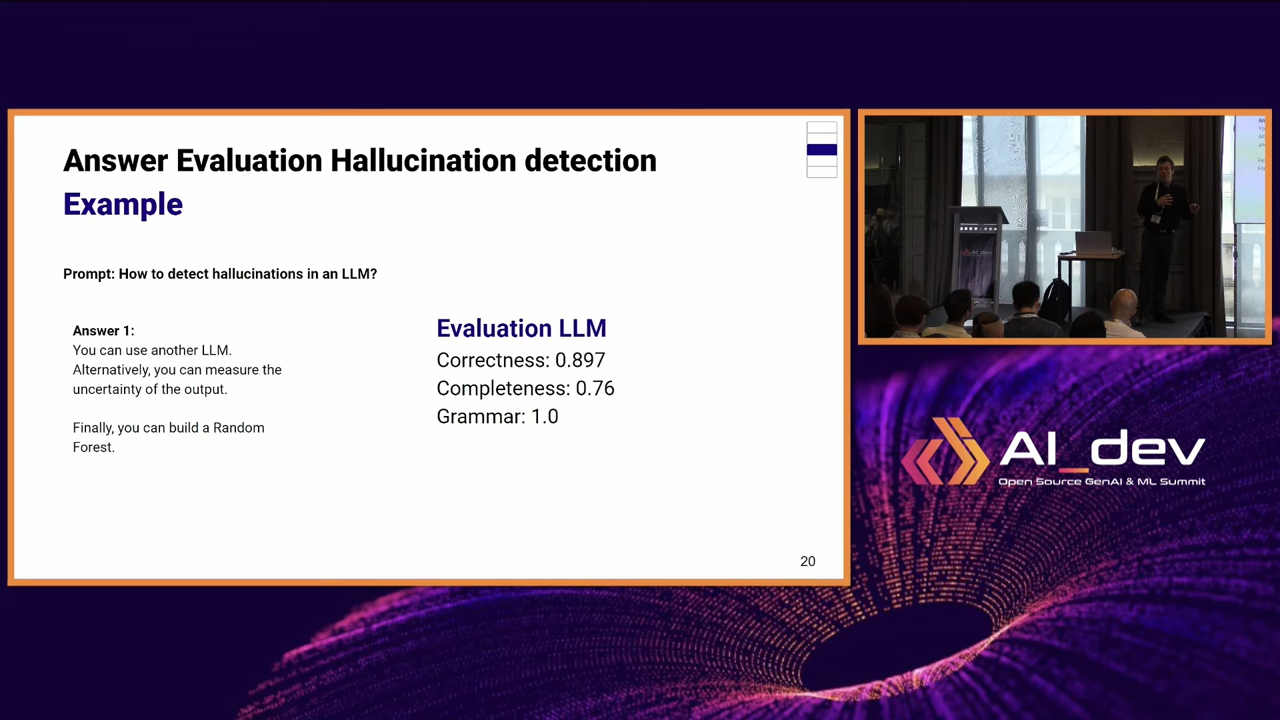 Answer Evaluation Hallucination detection
Example
Prompt: How to detect hallucinations in an LLM?
Answer 1:
You can use another LLM.
Alternatively, you can measure the
uncertainty of the output.
Finally, you can build a Random
Forest.
Evaluation LLM
Correctness: 0.897
Completeness: 0.76
Grammar: 1.0
20
AI_dev
Open Source GenAI & ML Summit